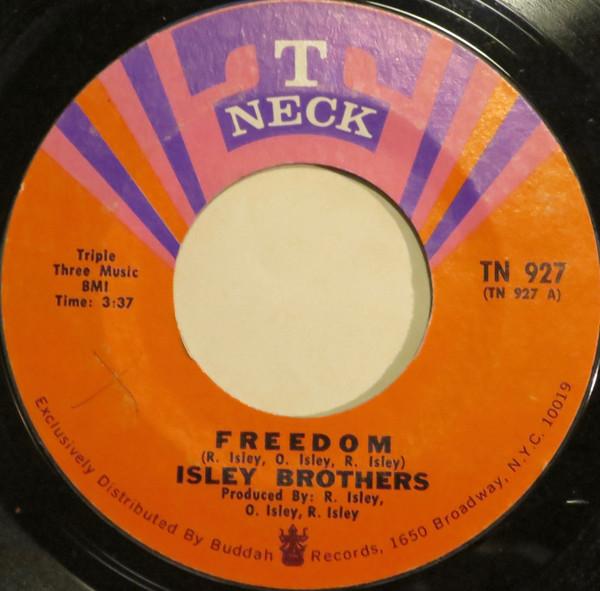 T
NECK
Triple
Three Music
BMI
Time: 3:37
TN 927
(TN 927 A)
FREEDOM
(R. Isley, O. Isley, R. Isley)
ISLEY BROTHERS
Produced By: R. Isley,
O. Isley, R. Isley
Exclusively Distributed By Buddah Records, 1650 Broadway, N.Y.C. 10019